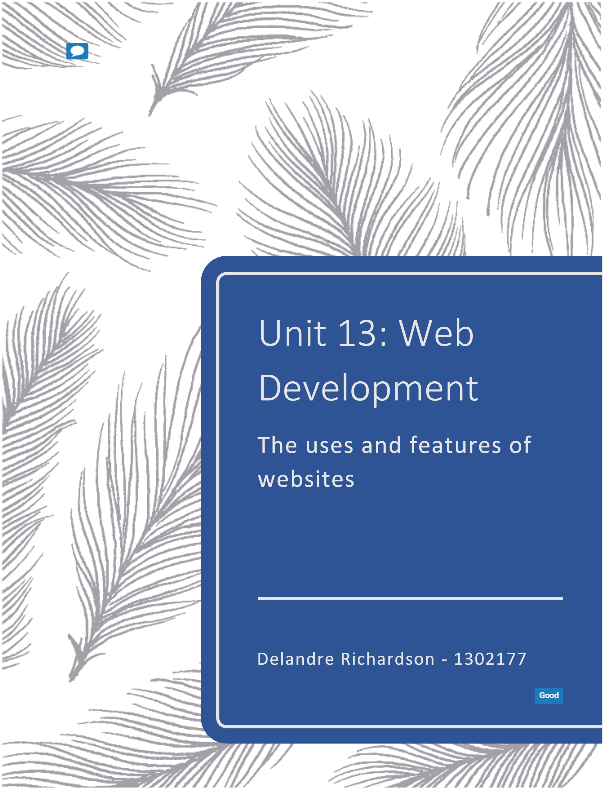 Unit 13: Web
Development
The uses and features of
websites
Delandre Richardson - 1302177
Good